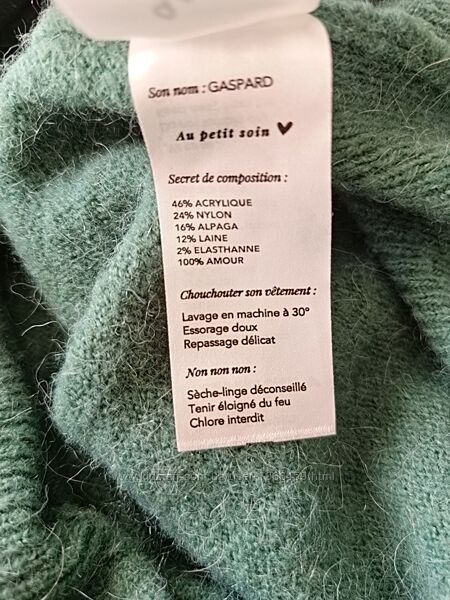 Son nom : GASPARD
Au petit soin ♥
Secret de composition :
46% ACRYLIQUE
24% NYLON
16% ALPAGA
12% LAINE
2% ELASTHANNE
100% AMOUR
Chouchouter son vêtement :
Lavage en machine à 30°
Essorage doux
Repassage délicat
Non non non :
Sèche-linge déconseillé
Tenir éloigné du feu
Chlore interdit